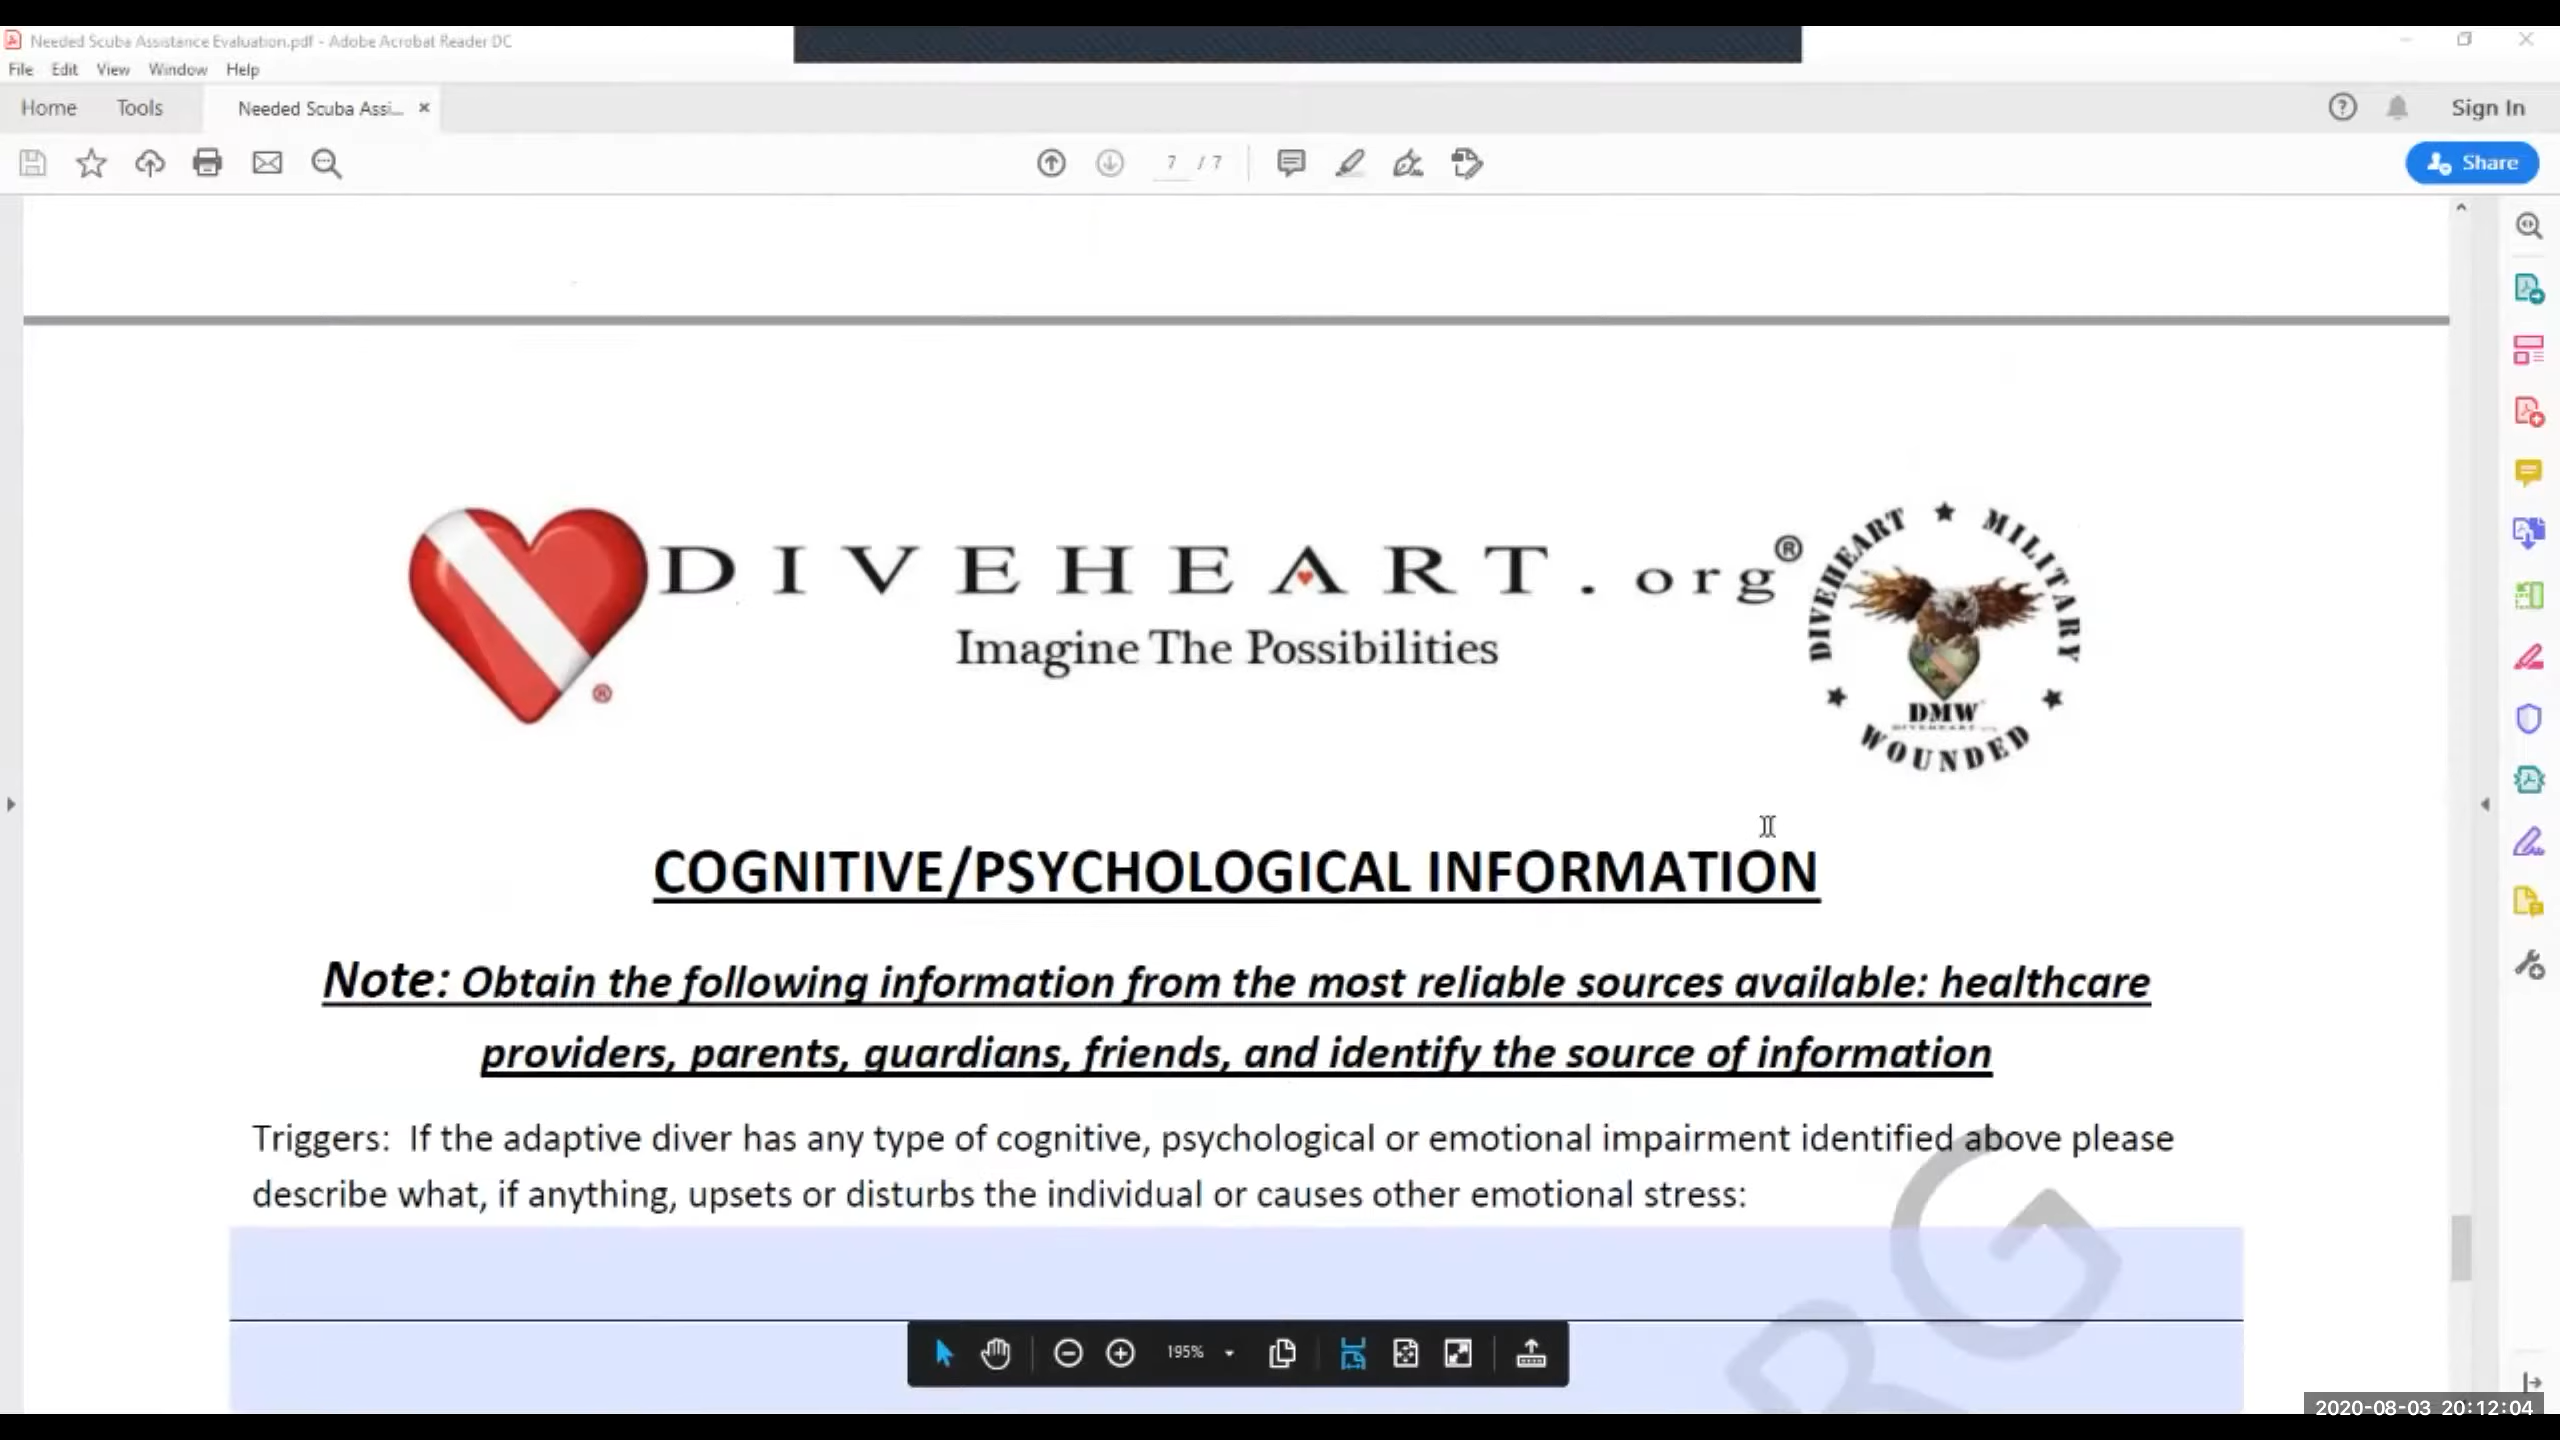 Needed Scuba Assistance Evaluation.pdf - Adobe Acrobat Reader DC
File Edit View Window Help
Home Tools Needed Scuba Assi... ×
Sign In
7 / 7
Share
DIVEHEART.org®
Imagine The Possibilities
®
DIVEHEART ★ MILITARY ★ WOUNDED ★
DMW
COGNITIVE/PSYCHOLOGICAL INFORMATION
Note: Obtain the following information from the most reliable sources available: healthcare
providers, parents, guardians, friends, and identify the source of information
Triggers: If the adaptive diver has any type of cognitive, psychological or emotional impairment identified above please
describe what, if anything, upsets or disturbs the individual or causes other emotional stress:
RG
195%
2020-08-03 20:12:04